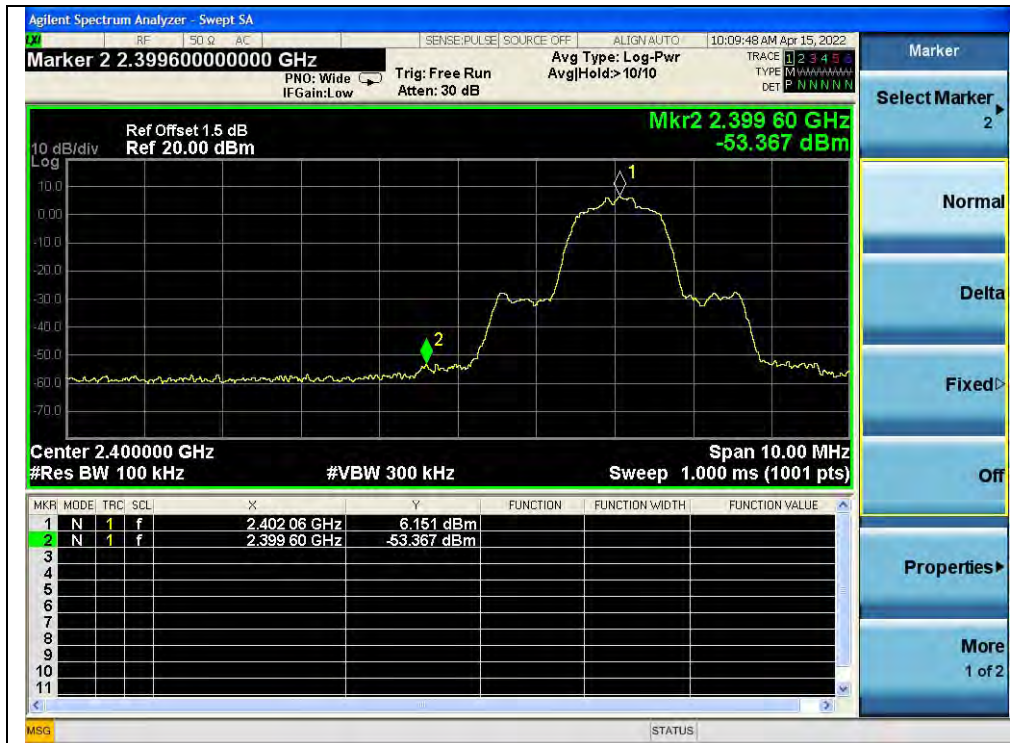 Agilent Spectrum Analyzer - Swept SA
LXI RF 50 Ω AC SENSE:PULSE SOURCE OFF ALIGN AUTO 10:09:48 AM Apr 15, 2022
Marker 2 2.399600000000 GHz
PNO: Wide
IFGain:Low
Trig: Free Run
Atten: 30 dB
Avg Type: Log-Pwr
Avg|Hold:> 10/10
TRACE 1 2 3 4 5 6
TYPE M
DET P N N N N N
Mkr2 2.399 60 GHz
-53.367 dBm
Ref Offset 1.5 dB
10 dB/div Ref 20.00 dBm
Log
10.0
0.00
-10.0
-20.0
-30.0
-40.0
-50.0
-60.0
-70.0
1
2
Center 2.400000 GHz Span 10.00 MHz
#Res BW 100 kHz #VBW 300 kHz Sweep 1.000 ms (1001 pts)
MKR MODE TRC SCL X Y FUNCTION FUNCTION WIDTH FUNCTION VALUE
1 N 1 f 2.402 06 GHz 6.151 dBm
2 N 1 f 2.399 60 GHz -53.367 dBm
3
4
5
6
7
8
9
10
11
MSG STATUS
Marker
Select Marker
2
Normal
Delta
Fixed
Off
Properties
More
1 of 2